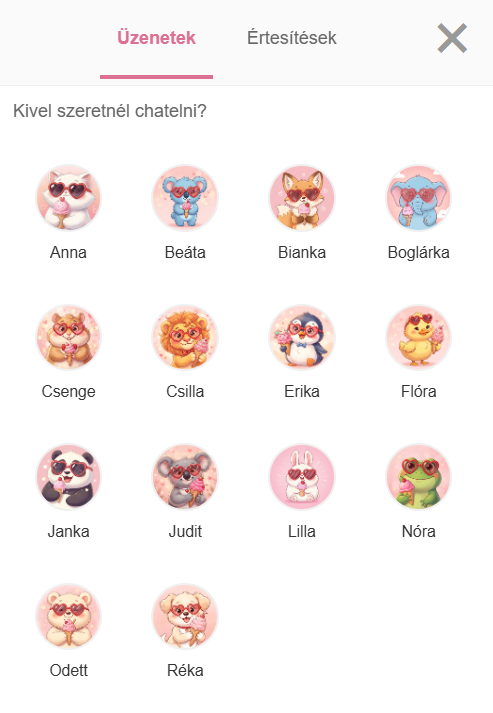 Üzenetek Értesítések
Kivel szeretnél chatelni?
Anna Beáta Bianka Boglárka
Csenge Csilla Erika Flóra
Janka Judit Lilla Nóra
Odett Réka